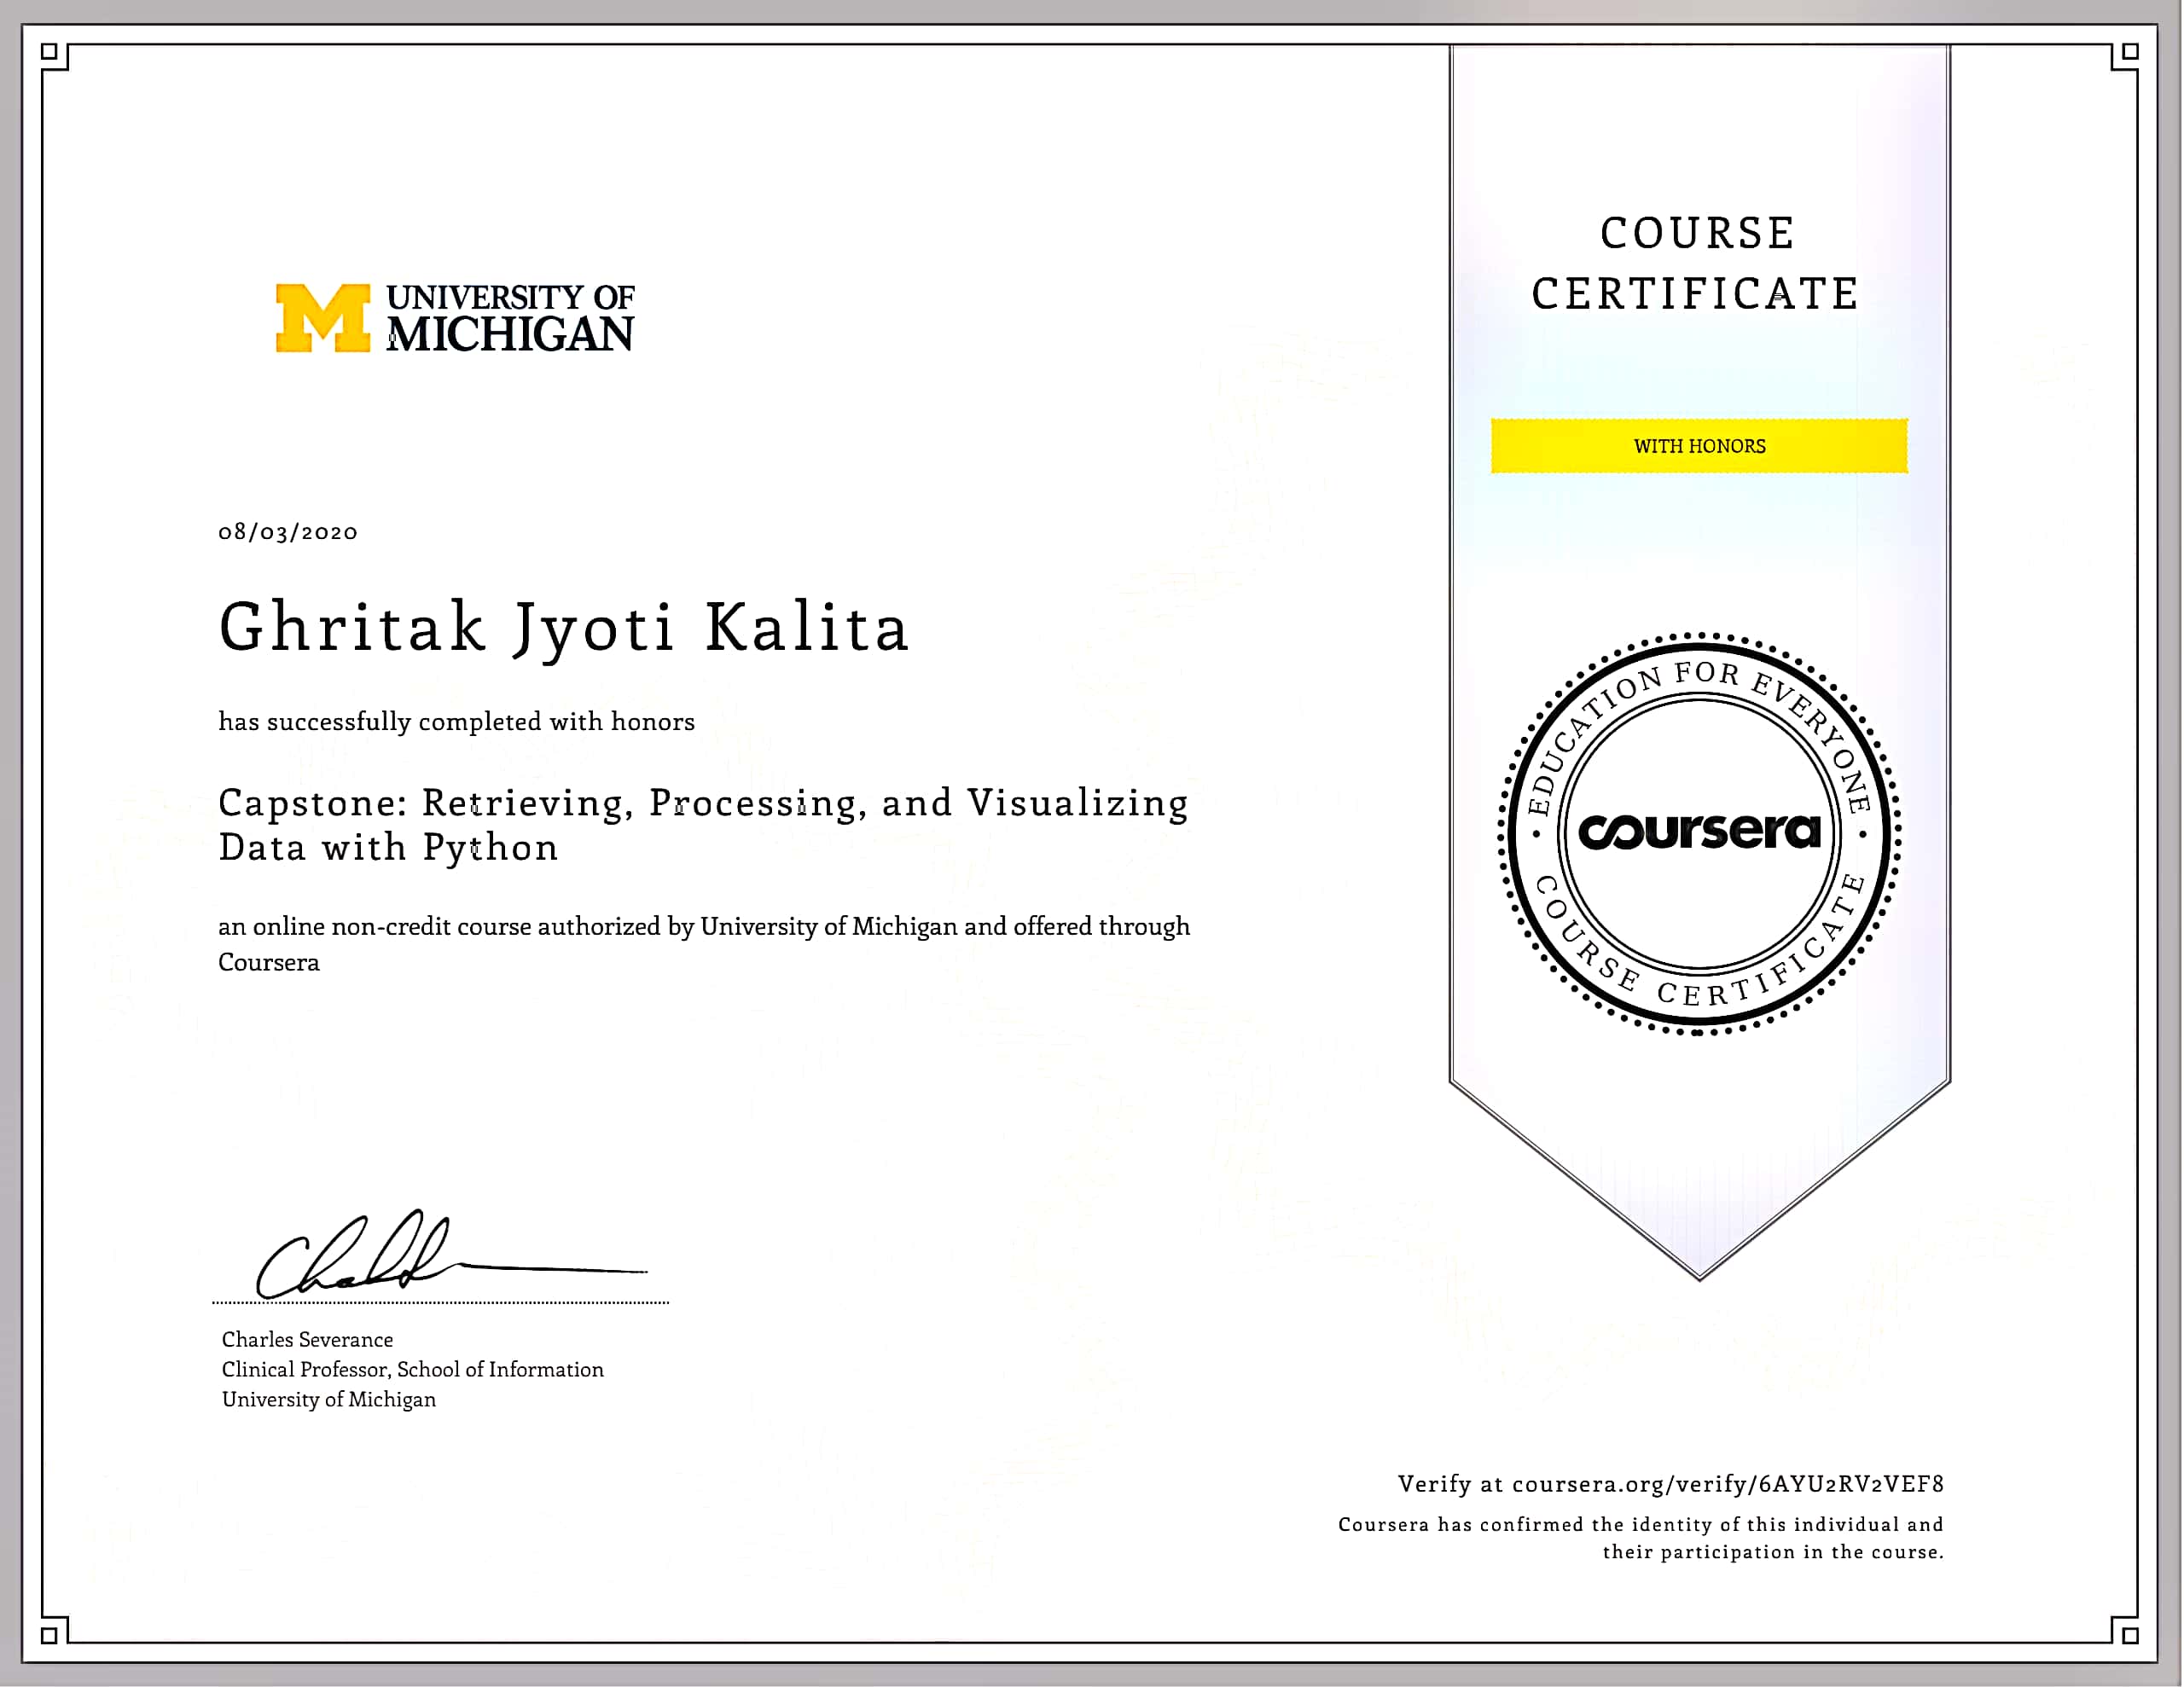 UNIVERSITY OF
MICHIGAN
COURSE
CERTIFICATE
WITH HONORS
08/03/2020
Ghritak Jyoti Kalita
has successfully completed with honors
Capstone: Retrieving, Processing, and Visualizing
Data with Python
an online non-credit course authorized by University of Michigan and offered through
Coursera
EDUCATION FOR EVERYONE
coursera
COURSE CERTIFICATE
Charles Severance
Clinical Professor, School of Information
University of Michigan
Verify at coursera.org/verify/6AYU2RV2VEF8
Coursera has confirmed the identity of this individual and
their participation in the course.